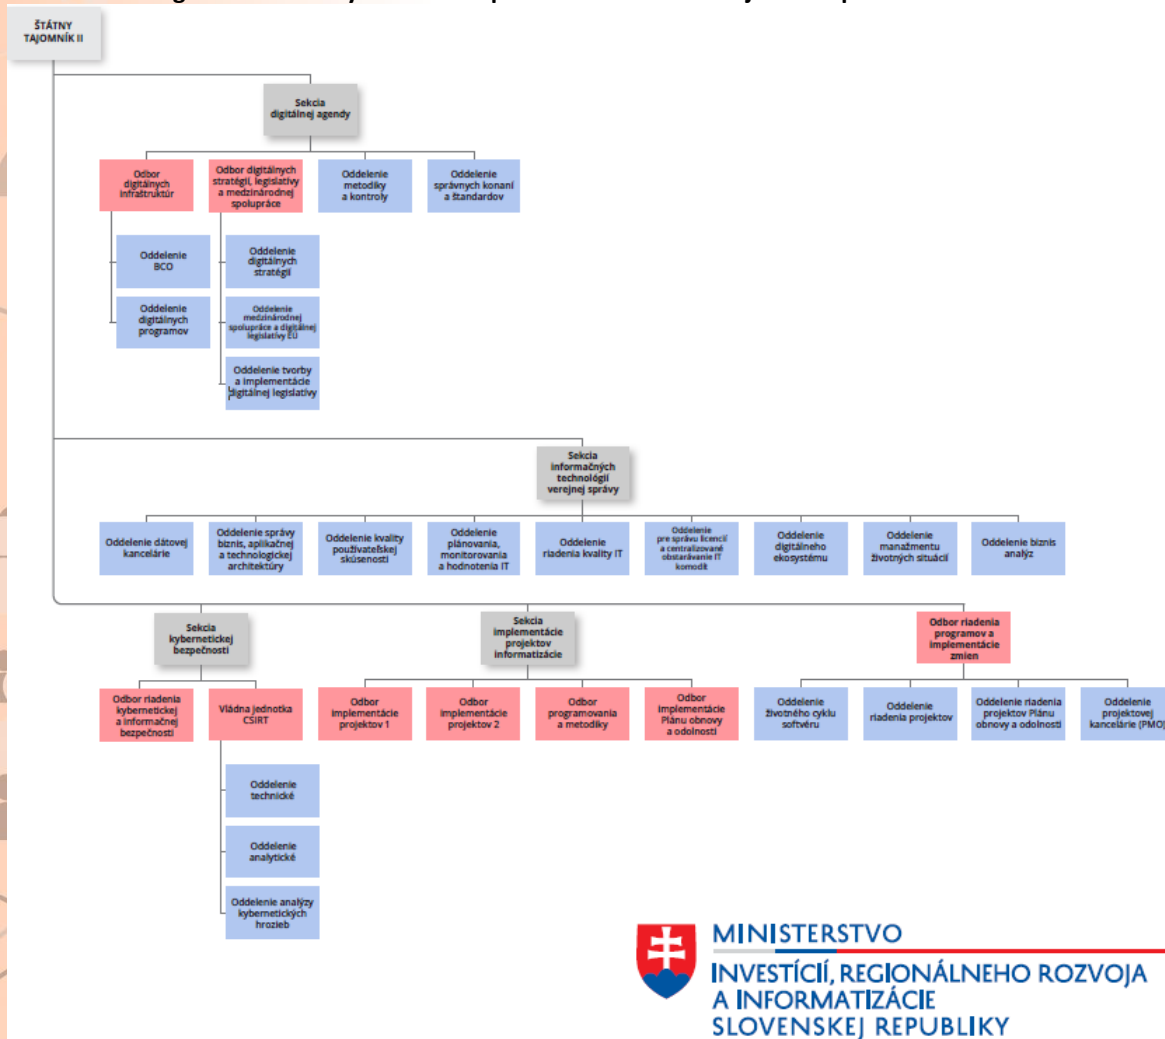 ŠTÁTNY
TAJOMNÍK II
Sekcia
digitálnej agendy
Odbor
digitálnych
infraštruktúr
Odbor digitálnych
stratégií, legislatívy
a medzinárodnej
spolupráce
Oddelenie
metodiky
a kontroly
Oddelenie
správnych konaní
a štandardov
Oddelenie
BCO
Oddelenie
digitálnych
programov
Oddelenie
digitálnych
stratégií
Oddelenie
medzinárodnej
spolupráce a digitálnej
legislatívy EÚ
Oddelenie tvorby
a implementácie
digitálnej legislatívy
Sekcia
informačných
technológií
verejnej správy
Oddelenie dátovej
kancelárie
Oddelenie správy
biznis, aplikačnej
a technologickej
architektúry
Oddelenie kvality
používateľskej
skúsenosti
Oddelenie
plánovania,
monitorovania
a hodnotenia IT
Oddelenie
riadenia kvality IT
Oddelenie
pre správu licencií
a centralizované
obstarávanie IT
komodít
Oddelenie
digitálneho
ekosystému
Oddelenie
manažmentu
životných situácií
Oddelenie biznis
analýz
Sekcia
kybernetickej
bezpečnosti
Sekcia
implementácie
projektov
informatizácie
Odbor riadenia
programov a
implementácie
zmien
Odbor riadenia
kybernetickej
a informačnej
bezpečnosti
Vládna jednotka
CSIRT
Odbor
implementácie
projektov 1
Odbor
implementácie
projektov 2
Odbor
programovania
a metodiky
Odbor
implementácie
Plánu obnovy
a odolnosti
Oddelenie
životného cyklu
softvéru
Oddelenie
riadenia projektov
Oddelenie riadenia
projektov Plánu
obnovy a odolnosti
Oddelenie
projektovej
kancelárie (PMO)
Oddelenie
technické
Oddelenie
analytické
Oddelenie analýzy
kybernetických
hrozieb
MINISTERSTVO
INVESTÍCIÍ, REGIONÁLNEHO ROZVOJA
A INFORMATIZÁCIE
SLOVENSKEJ REPUBLIKY